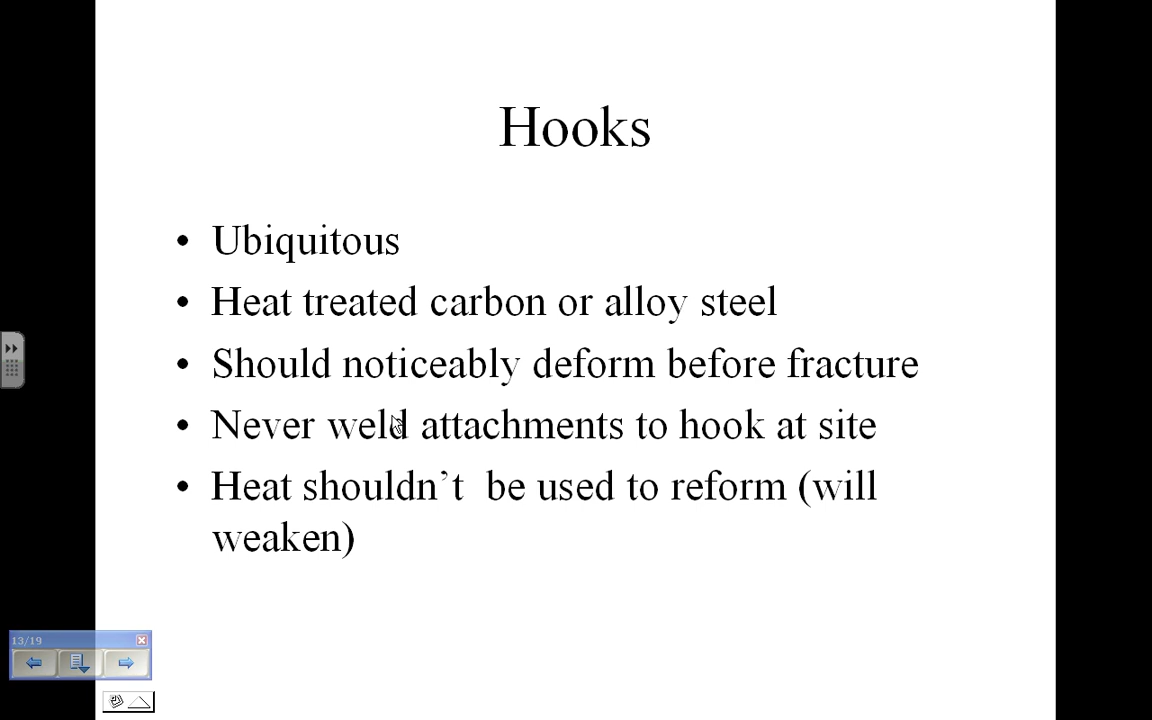 Hooks
• Ubiquitous
• Heat treated carbon or alloy steel
• Should noticeably deform before fracture
• Never weld attachments to hook at site
• Heat shouldn’t  be used to reform (will
weaken)
13/19